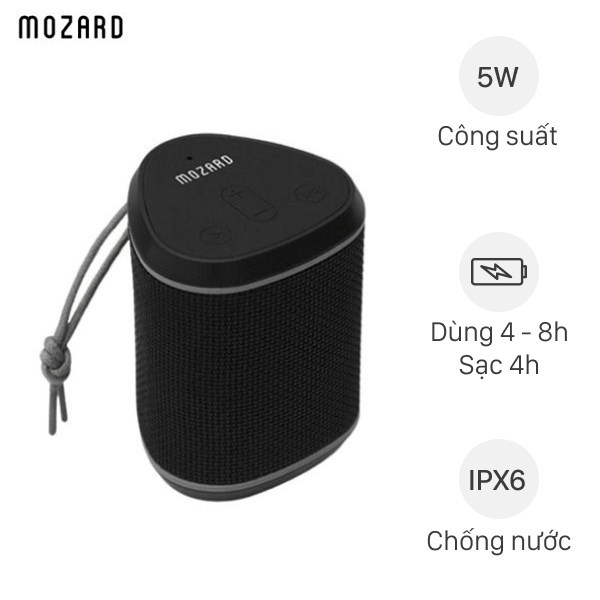 MOZARD
MOZARD
5W
Công suất
Dùng 4 - 8h
Sạc 4h
IPX6
Chống nước